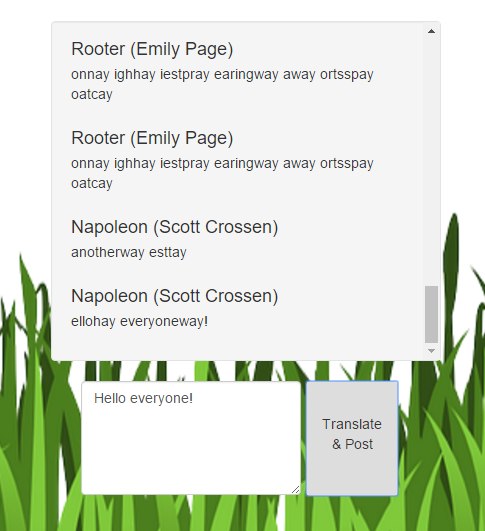 Rooter (Emily Page)
onnay ighhay iestpray earingway away ortsspay
oatcay
Rooter (Emily Page)
onnay ighhay iestpray earingway away ortsspay
oatcay
Napoleon (Scott Crossen)
anotherway esttay
Napoleon (Scott Crossen)
ellohay everyoneway!
Hello everyone!
Translate
& Post